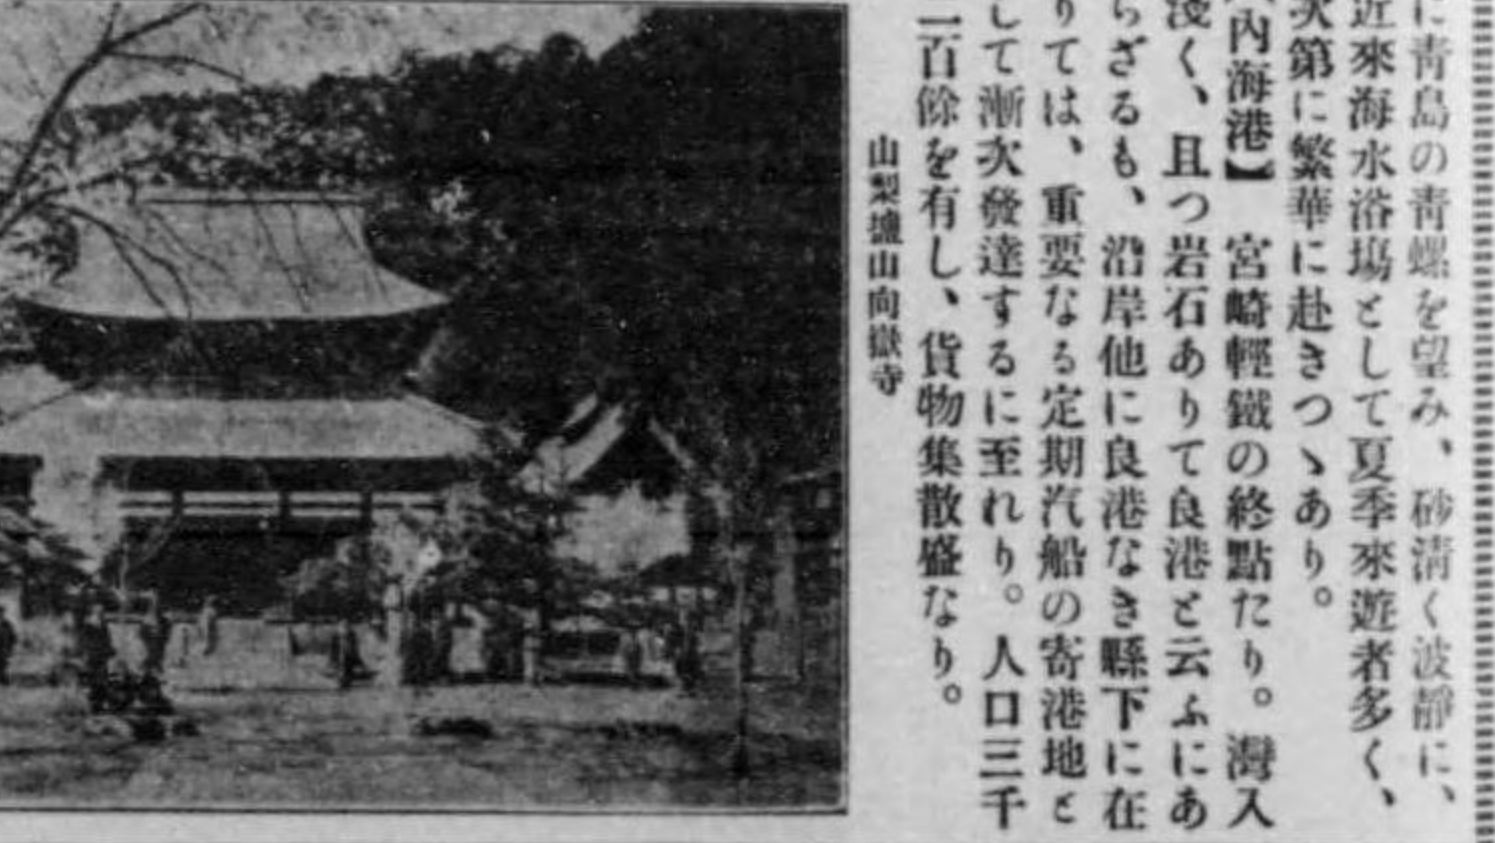 に青島の靑螺を望み、砂淸く波靜に、
近來海水浴場として夏季來遊者多く、
次第に繁華に赴きつゝあり。
【內海港】　宮崎輕鐵の終點たり。灣入
淺く、且つ岩石ありて良港と云ふにあ
らざるも、沿岸他に良港なき縣下に在
りては、重要なる定期汽船の寄港地と
して漸次發達するに至れり。人口三千
二百餘を有し、貨物集散盛なり。
山梨鹽山向嶽寺